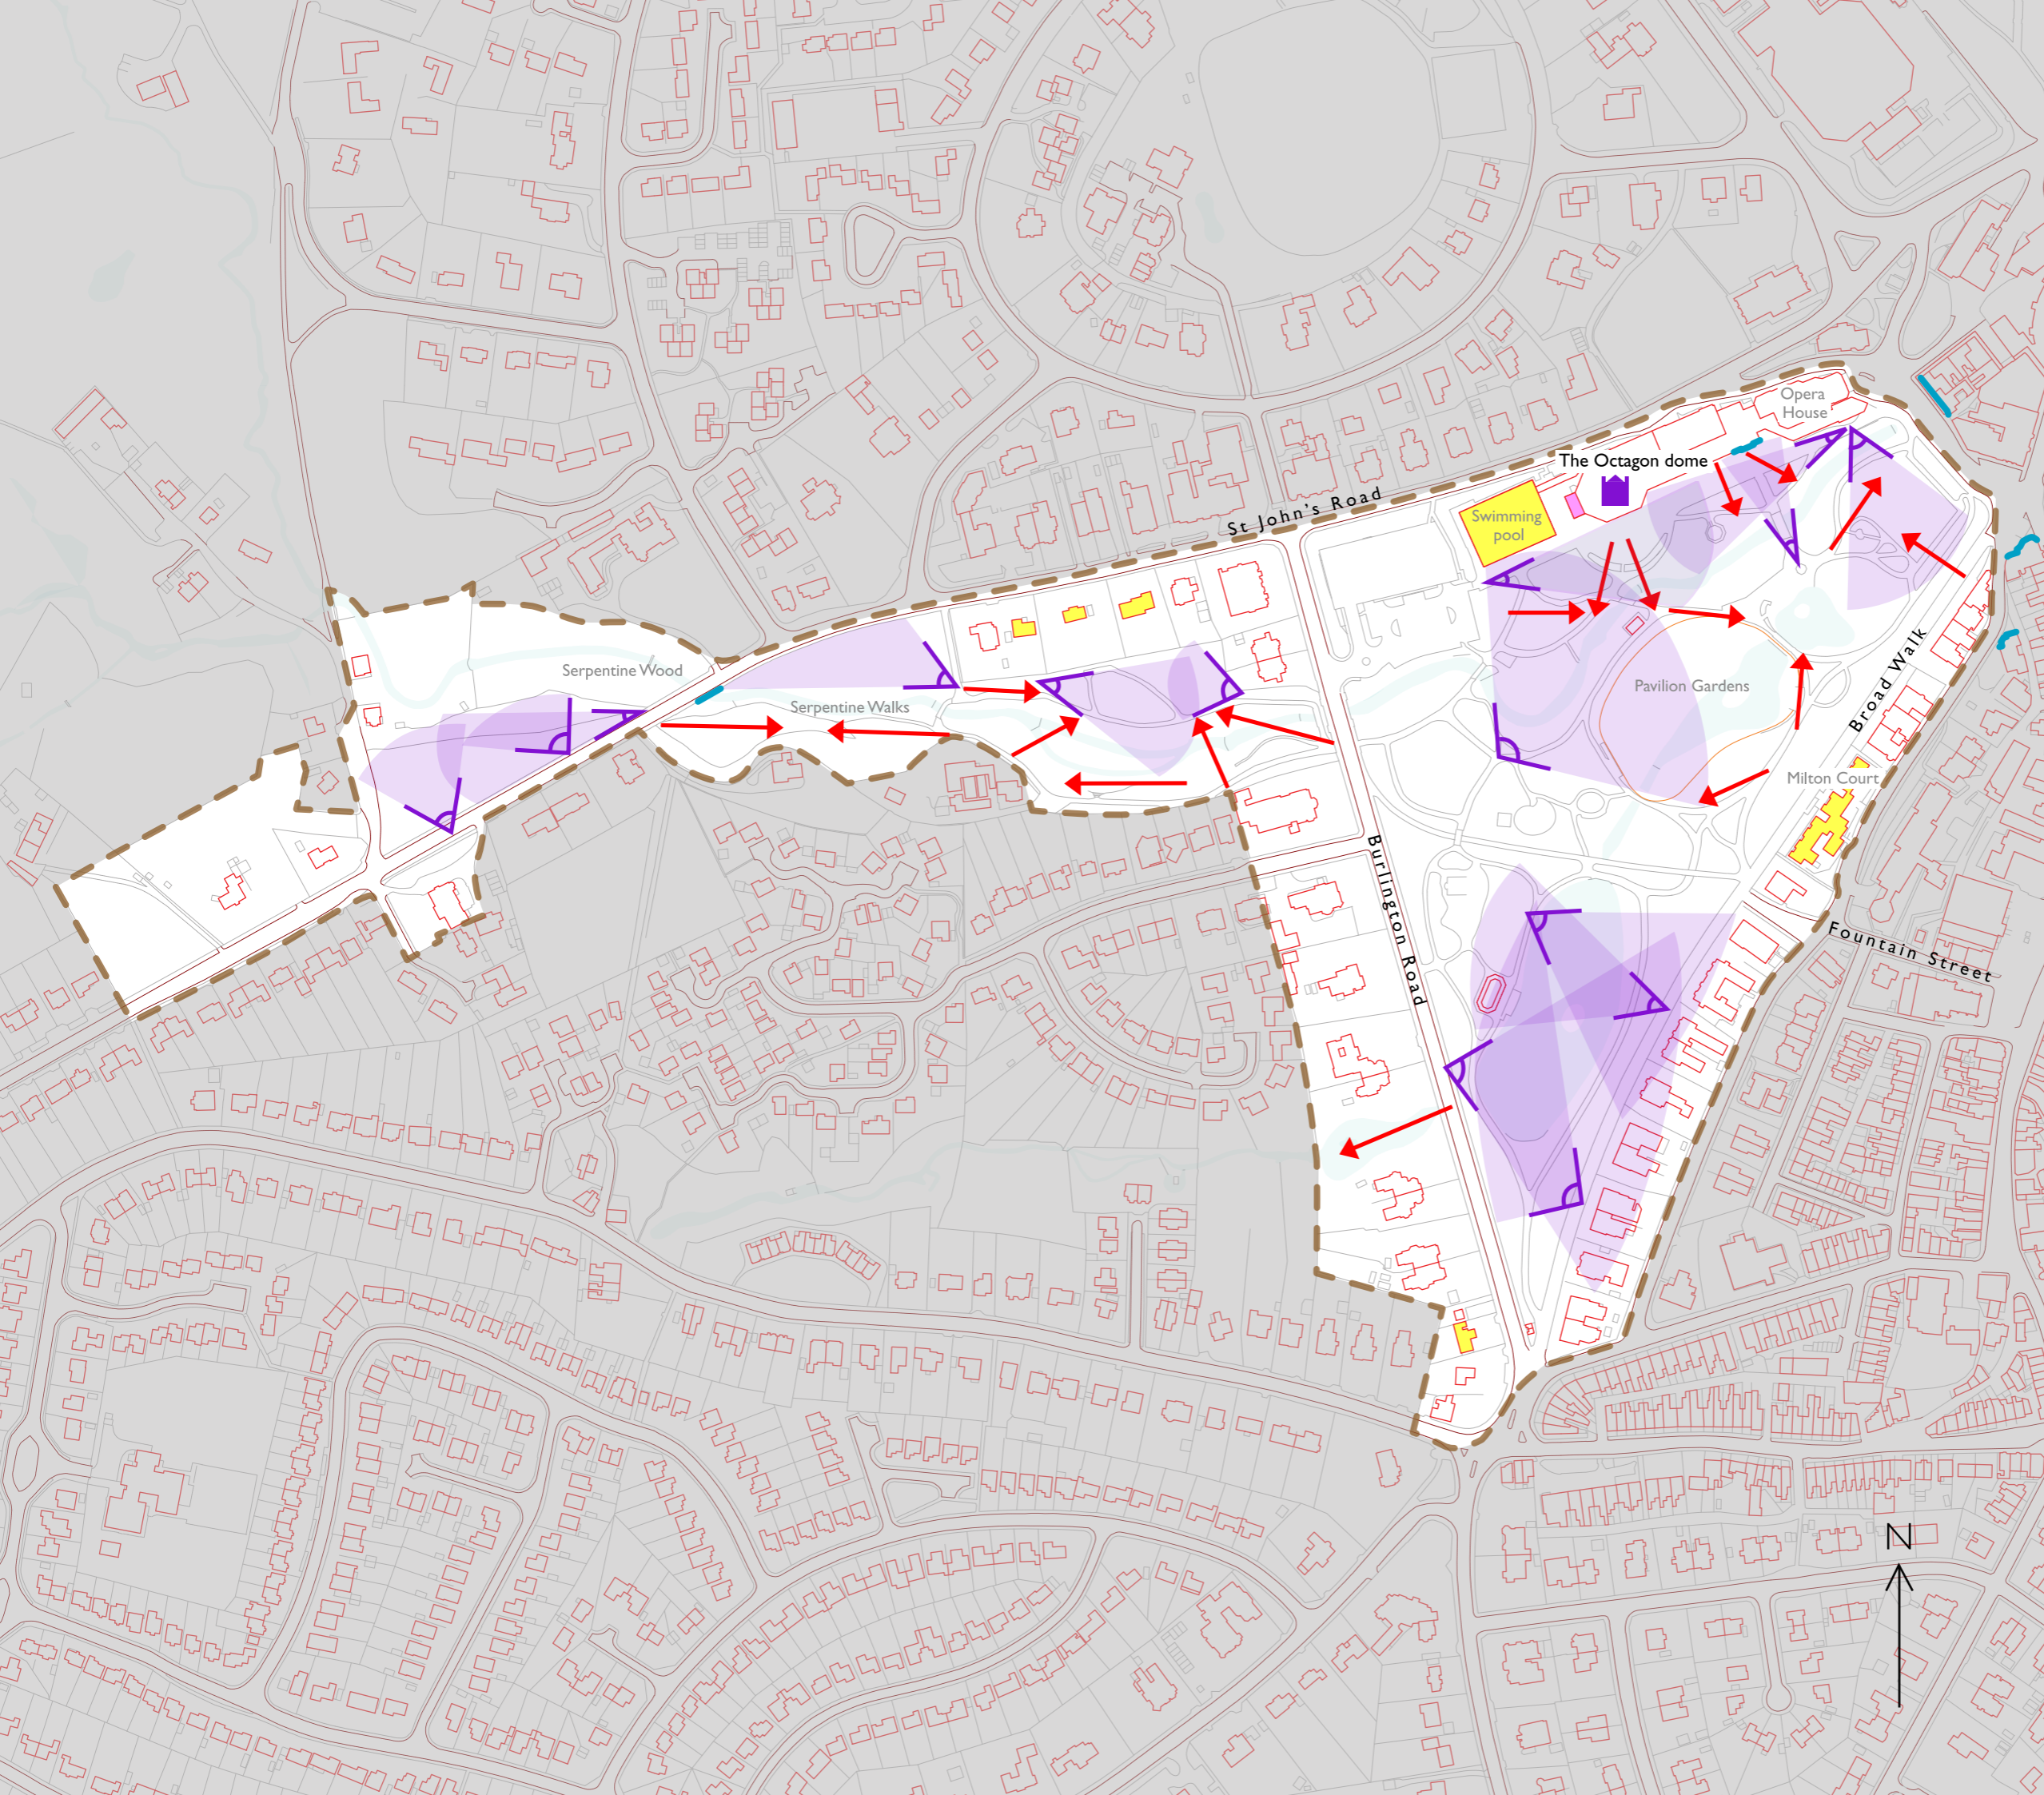 Opera
House
The Octagon dome
St John's Road
Swimming
pool
Serpentine Wood
Serpentine Walks
Pavilion Gardens
Broad Walk
Milton Court
Burlington Road
Fountain Street
N